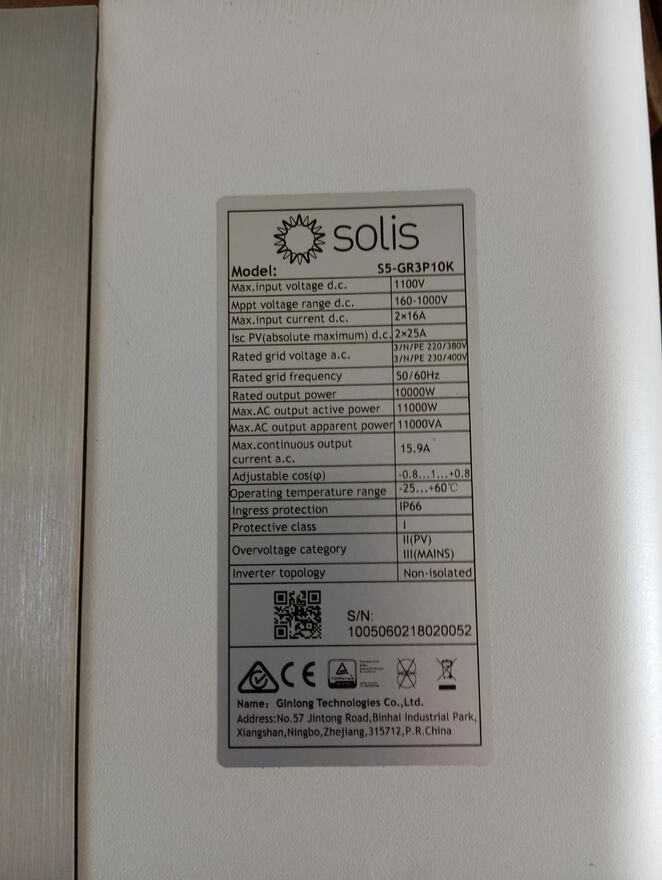 solis
Model: S5-GR3P10K
Max.input voltage d.c. 1100V
Mppt voltage range d.c. 160-1000V
Max.input current d.c. 2×16A
Isc PV(absolute maximum) d.c. 2×25A
Rated grid voltage a.c. 3/N/PE 220/380V
3/N/PE 230/400V
Rated grid frequency 50/60Hz
Rated output power 10000W
Max.AC output active power 11000W
Max.AC output apparent power 11000VA
Max.continuous output
current a.c. 15.9A
Adjustable cos(φ) -0.8...1...+0.8
Operating temperature range -25...+60℃
Ingress protection IP66
Protective class I
Overvoltage category II(PV)
III(MAINS)
Inverter topology Non-isolated
S/N:
1005060218020052
CE
Name: Ginlong Technologies Co.,Ltd.
Address:No.57 Jintong Road,Binhai Industrial Park,
Xiangshan,Ningbo,Zhejiang,315712,P.R.China